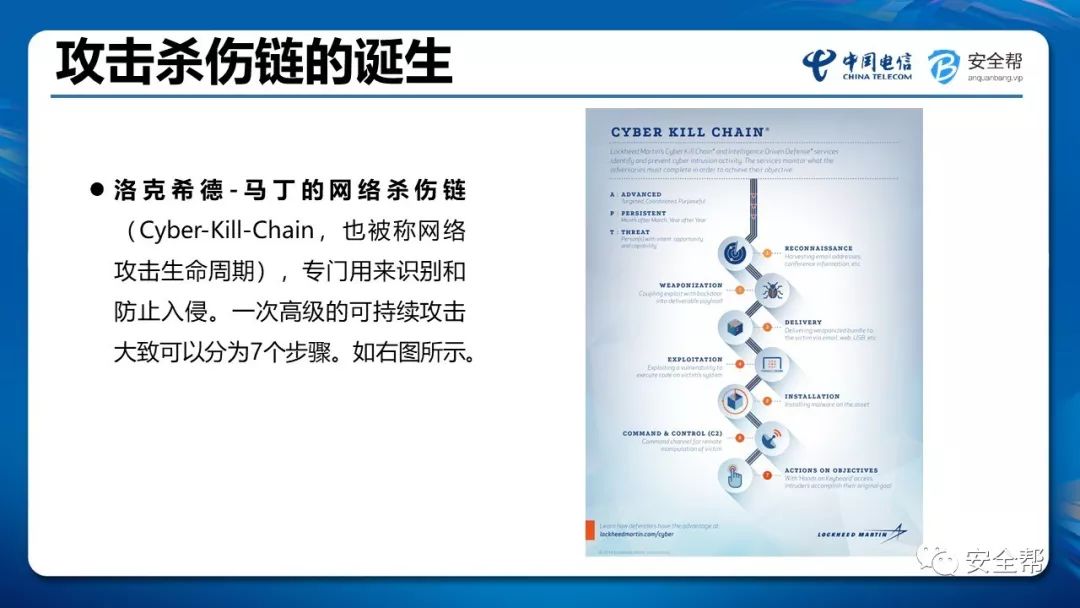 攻击杀伤链的诞生
中国电信
CHINA TELECOM
安全帮
anquanbang.vip
● 洛克希德-马丁的网络杀伤链
（Cyber-Kill-Chain，也被称网络
攻击生命周期），专门用来识别和
防止入侵。一次高级的可持续攻击
大致可以分为7个步骤。如右图所示。
CYBER KILL CHAIN®
Lockheed Martin's Cyber Kill Chain® and Intelligence Driven Defense® services
identify and prevent cyber intrusion activity. The services monitor what the
adversaries must complete in order to achieve their objective.
A ADVANCED
Targeted, Coordinated, Purposeful
P PERSISTENT
Month after Month, Year after Year
T THREAT
Person(s) with intent, opportunity
and capability
1
RECONNAISSANCE
Harvesting email addresses,
conference information, etc.
WEAPONIZATION
Coupling exploit with backdoor
into deliverable payload
2
3
DELIVERY
Delivering weaponized bundle to
the victim via email, web, USB, etc.
EXPLOITATION
Exploiting a vulnerability to
execute code on victim's system
4
5
INSTALLATION
Installing malware on the asset
COMMAND & CONTROL (C2)
Command channel for remote
manipulation of victim
6
7
ACTIONS ON OBJECTIVES
With 'Hands on Keyboard' access,
intruders accomplish their original goal
Learn how defenders have the advantage at:
lockheedmartin.com/cyber
LOCKHEED MARTIN
安全帮